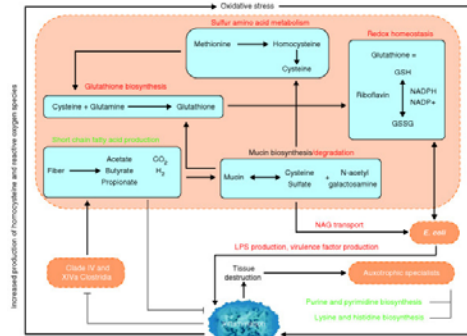 Oxidative stress
Increased production of homocysteine and reactive oxygen species
Sulfur amino acid metabolism
Methionine
Homocysteine
Cysteine
Redox homeostasis
Glutathione =
GSH
Riboflavin
NADPH
NADP+
GSSG
Glutathione biosynthesis
Cysteine + Glutamine
Glutathione
Short chain fatty acid production
Fiber
Acetate
Butyrate
Propionate
CO2
H2
Mucin biosynthesis/degradation
Mucin
Cysteine
Sulfate
+
N-acetyl
galactosamine
NAG transport
E. coli
LPS production, virulence factor production
Clade IV and
XIVa Clostridia
Tissue
destruction
Auxotrophic specialists
Purine and pyrimidine biosynthesis
Lysine and histidine biosynthesis